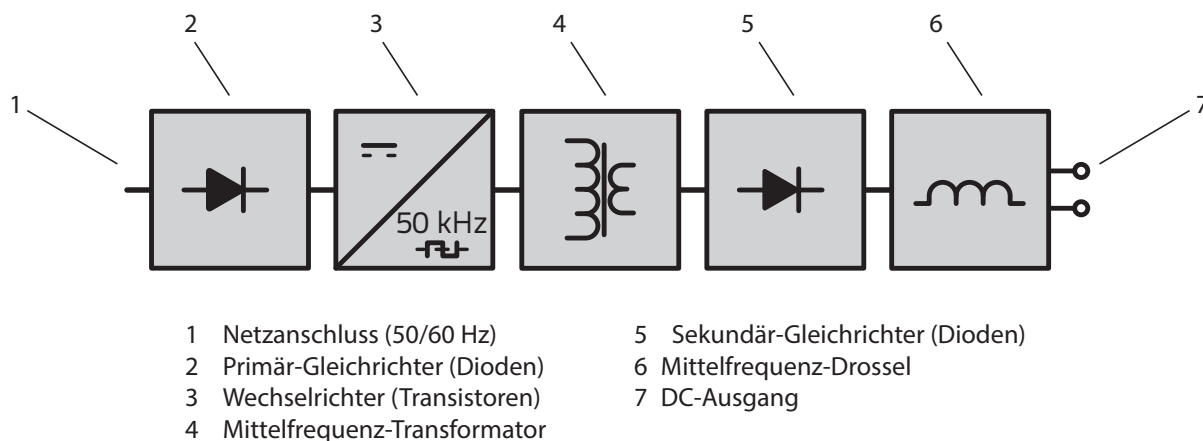 2 3 4 5 6
1 7
50 kHz
1 Netzanschluss (50/60 Hz)
2 Primär-Gleichrichter (Dioden)
3 Wechselrichter (Transistoren)
4 Mittelfrequenz-Transformator
5 Sekundär-Gleichrichter (Dioden)
6 Mittelfrequenz-Drossel
7 DC-Ausgang